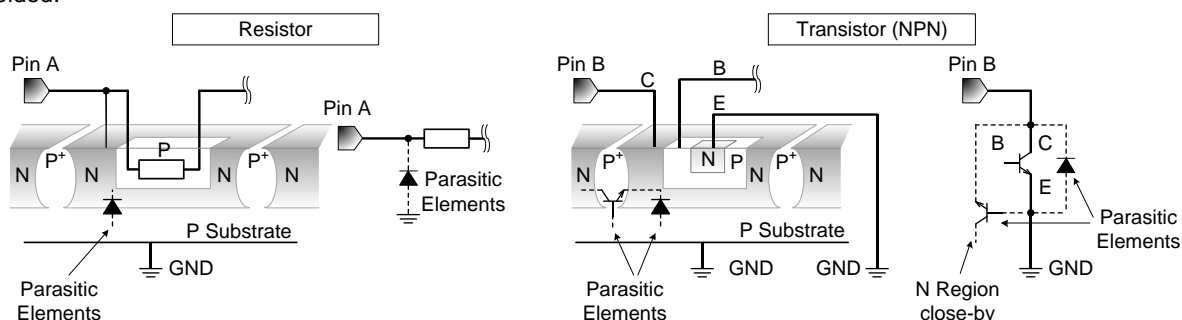 Resistor
Transistor (NPN)
Pin A
Pin A
P
N
P+
N
N
P+
N
Parasitic
Elements
P Substrate
GND
Parasitic
Elements
Pin B
C
B
E
N
P+
N
P
N
P+
N
P Substrate
GND
GND
Parasitic
Elements
Pin B
B
C
E
Parasitic
Elements
GND
N Region
close-by